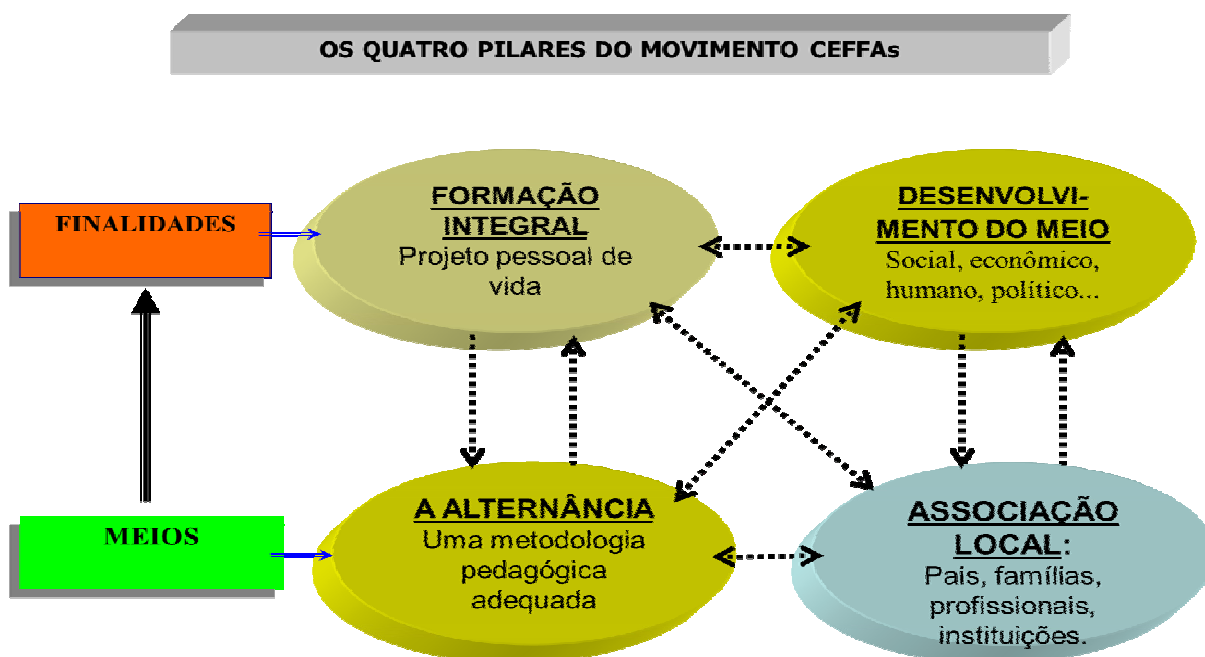 OS QUATRO PILARES DO MOVIMENTO CEFFAs
FINALIDADES
FORMAÇÃO
INTEGRAL
Projeto pessoal de
vida
DESENVOLVI-
MENTO DO MEIO
Social, econômico,
humano, político...
MEIOS
A ALTERNÂNCIA
Uma metodologia
pedagógica
adequada
ASSOCIAÇÃO
LOCAL:
Pais, famílias,
profissionais,
instituições.